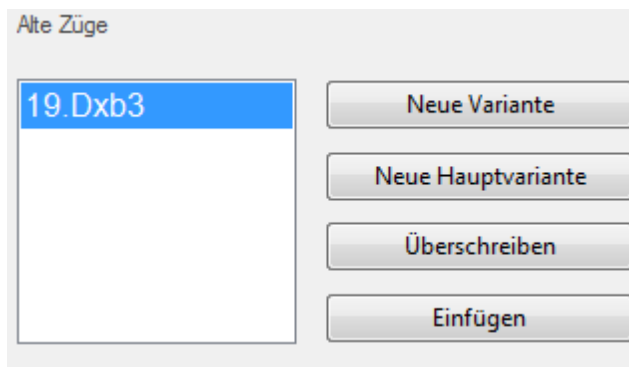 Alte Züge
19.Dxb3
Neue Variante
Neue Hauptvariante
Überschreiben
Einfügen